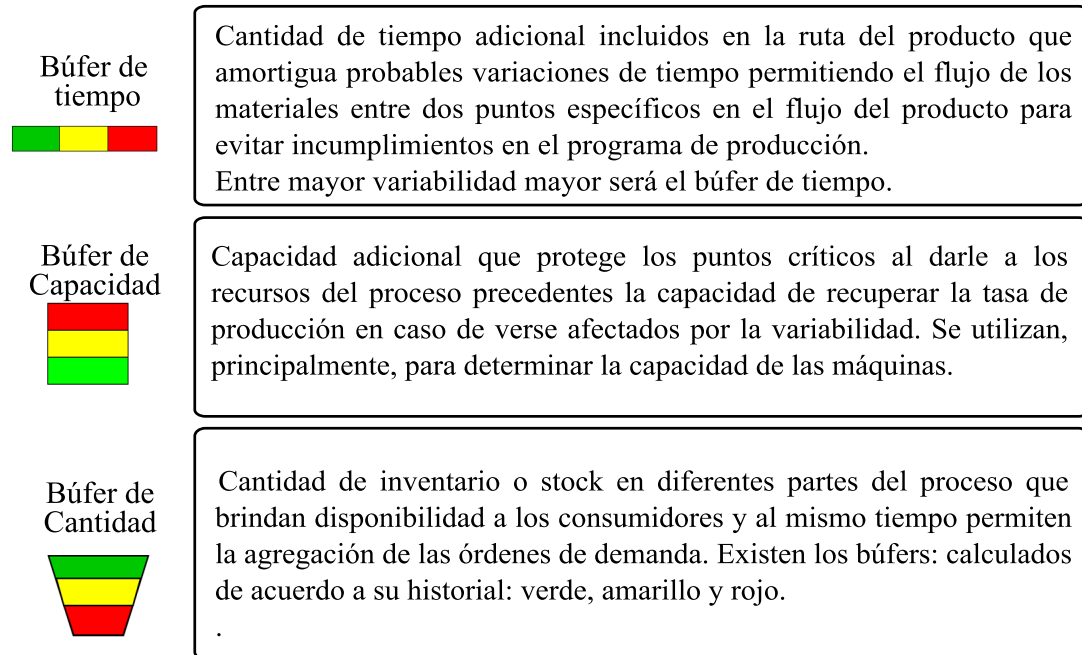 Búfer de
tiempo
Cantidad de tiempo adicional incluidos en la ruta del producto que
amortigua probables variaciones de tiempo permitiendo el flujo de los
materiales entre dos puntos específicos en el flujo del producto para
evitar incumplimientos en el programa de producción.
Entre mayor variabilidad mayor será el búfer de tiempo.
Búfer de
Capacidad
Capacidad adicional que protege los puntos críticos al darle a los
recursos del proceso precedentes la capacidad de recuperar la tasa de
producción en caso de verse afectados por la variabilidad. Se utilizan,
principalmente, para determinar la capacidad de las máquinas.
Búfer de
Cantidad
Cantidad de inventario o stock en diferentes partes del proceso que
brindan disponibilidad a los consumidores y al mismo tiempo permiten
la agregación de las órdenes de demanda. Existen los búfers: calculados
de acuerdo a su historial: verde, amarillo y rojo.
.